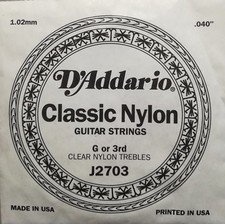 1.02mm .040"
D'Addario
Classic Nylon
GUITAR STRINGS
G or 3rd
CLEAR NYLON TREBLES
J2703
MADE IN USA PRINTED IN USA